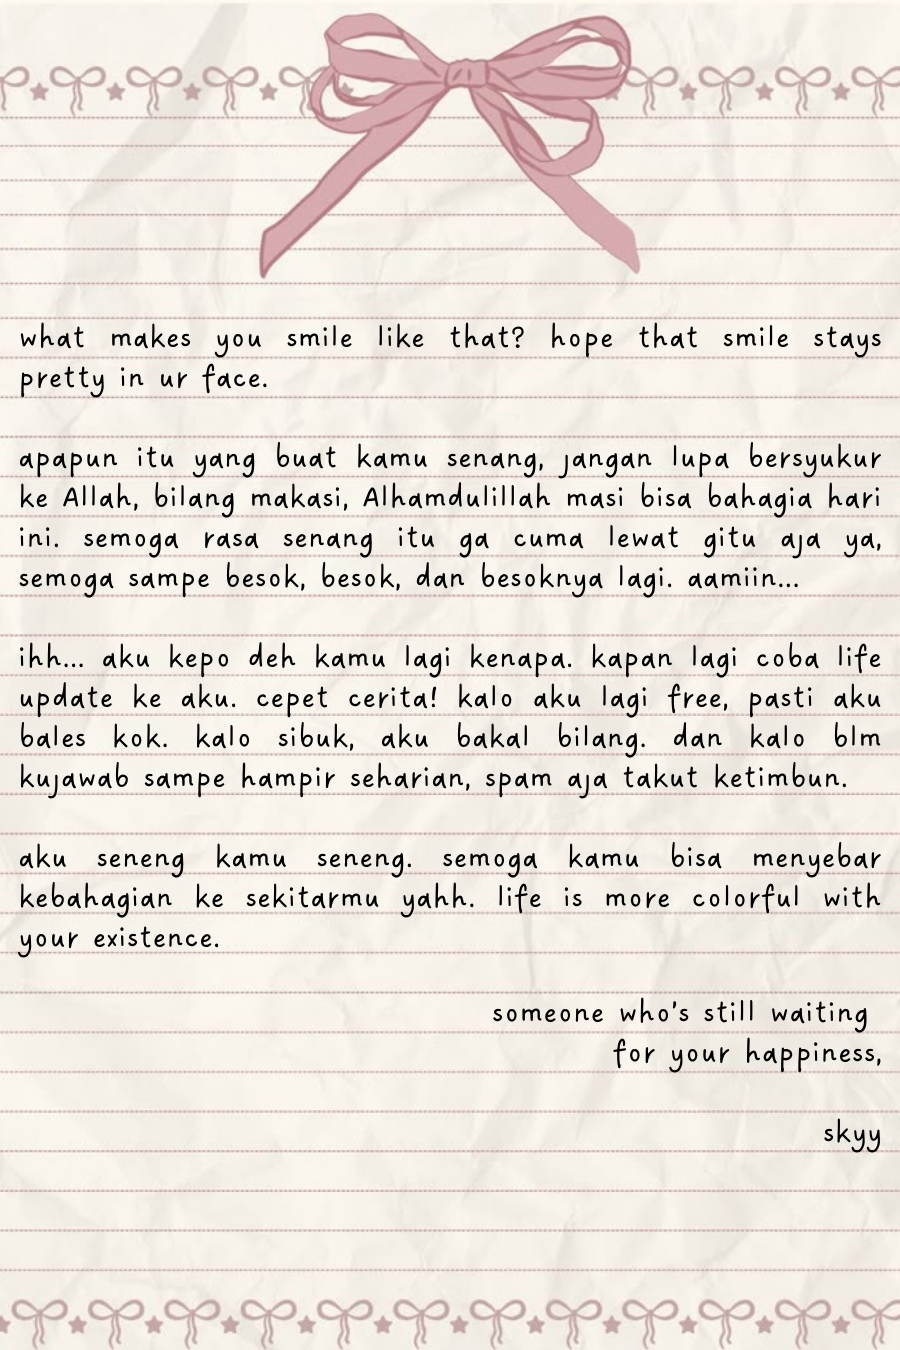 what makes you smile like that? hope that smile stays
pretty in ur face.
apapun itu yang buat kamu senang, jangan lupa bersyukur
ke Allah, bilang makasi, Alhamdulillah masi bisa bahagia hari
ini. semoga rasa senang itu ga cuma lewat gitu aja ya,
semoga sampe besok, besok, dan besoknya lagi. aamiin...
ihh... aku kepo deh kamu lagi kenapa. kapan lagi coba life
update ke aku. cepet cerita! kalo aku lagi free, pasti aku
bales kok. kalo sibuk, aku bakal bilang. dan kalo blm
kujawab sampe hampir seharian, spam aja takut ketimbun.
aku seneng kamu seneng. semoga kamu bisa menyebar
kebahagian ke sekitarmu yahh. life is more colorful with
your existence.
someone who's still waiting
for your happiness,
skyy